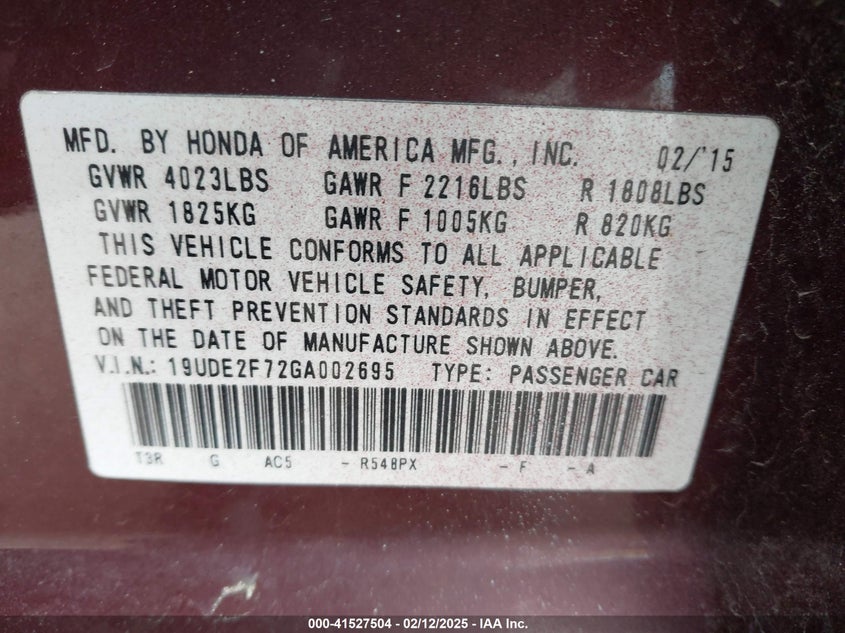 MFD. BY HONDA OF AMERICA MFG., INC. 02/'15
GVWR 4023LBS GAWR F 2216LBS R 1808LBS
GVWR 1825KG GAWR F 1005KG R 820KG
THIS VEHICLE CONFORMS TO ALL APPLICABLE
FEDERAL MOTOR VEHICLE SAFETY, BUMPER,
AND THEFT PREVENTION STANDARDS IN EFFECT
ON THE DATE OF MANUFACTURE SHOWN ABOVE.
V.I.N.: 19UDE2F72GA002695 TYPE: PASSENGER CAR
T3R G AC5 - R548PX - F - A
000-41527504 - 02/12/2025 - IAA Inc.